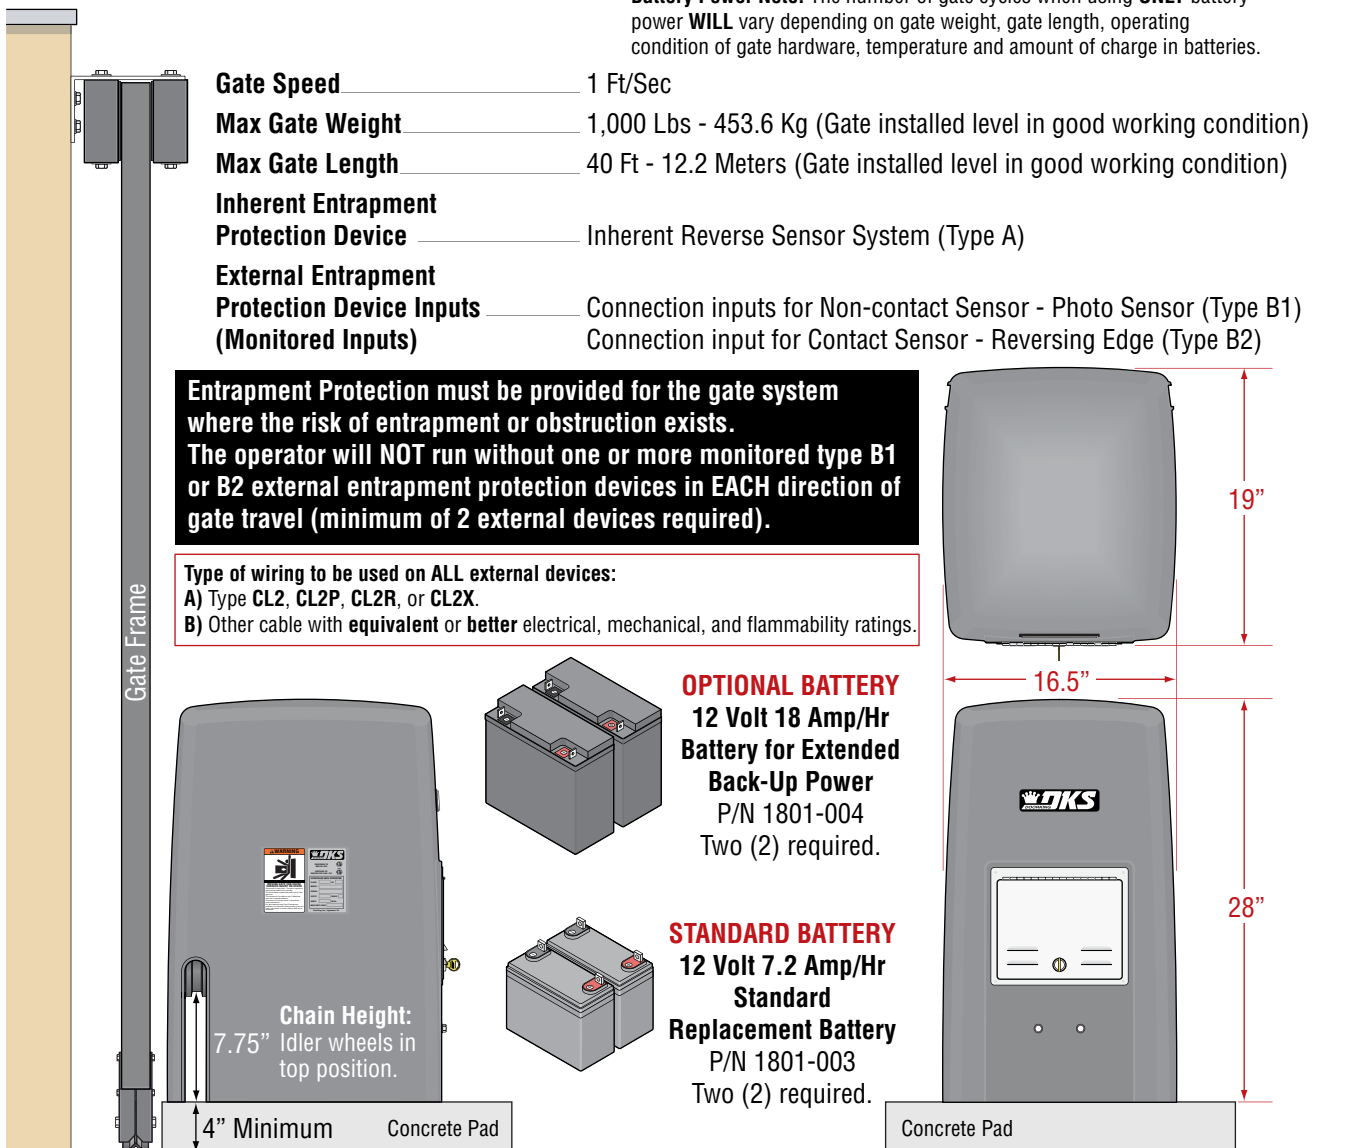 power WILL vary depending on gate weight, gate length, operating
condition of gate hardware, temperature and amount of charge in batteries.
Gate Speed 1 Ft/Sec
Max Gate Weight 1,000 Lbs - 453.6 Kg (Gate installed level in good working condition)
Max Gate Length 40 Ft - 12.2 Meters (Gate installed level in good working condition)
Inherent Entrapment
Protection Device Inherent Reverse Sensor System (Type A)
External Entrapment
Protection Device Inputs Connection inputs for Non-contact Sensor - Photo Sensor (Type B1)
(Monitored Inputs) Connection input for Contact Sensor - Reversing Edge (Type B2)
Entrapment Protection must be provided for the gate system
where the risk of entrapment or obstruction exists.
The operator will NOT run without one or more monitored type B1
or B2 external entrapment protection devices in EACH direction of
gate travel (minimum of 2 external devices required).
19”
Type of wiring to be used on ALL external devices:
A) Type CL2, CL2P, CL2R, or CL2X.
B) Other cable with equivalent or better electrical, mechanical, and flammability ratings.
Gate Frame
16.5”
OPTIONAL BATTERY
12 Volt 18 Amp/Hr
Battery for Extended
Back-Up Power
P/N 1801-004
Two (2) required.
DKS
WARNING
DKS
28”
STANDARD BATTERY
12 Volt 7.2 Amp/Hr
Standard
Replacement Battery
P/N 1801-003
Two (2) required.
Chain Height:
7.75” Idler wheels in
top position.
4” Minimum
Concrete Pad
Concrete Pad